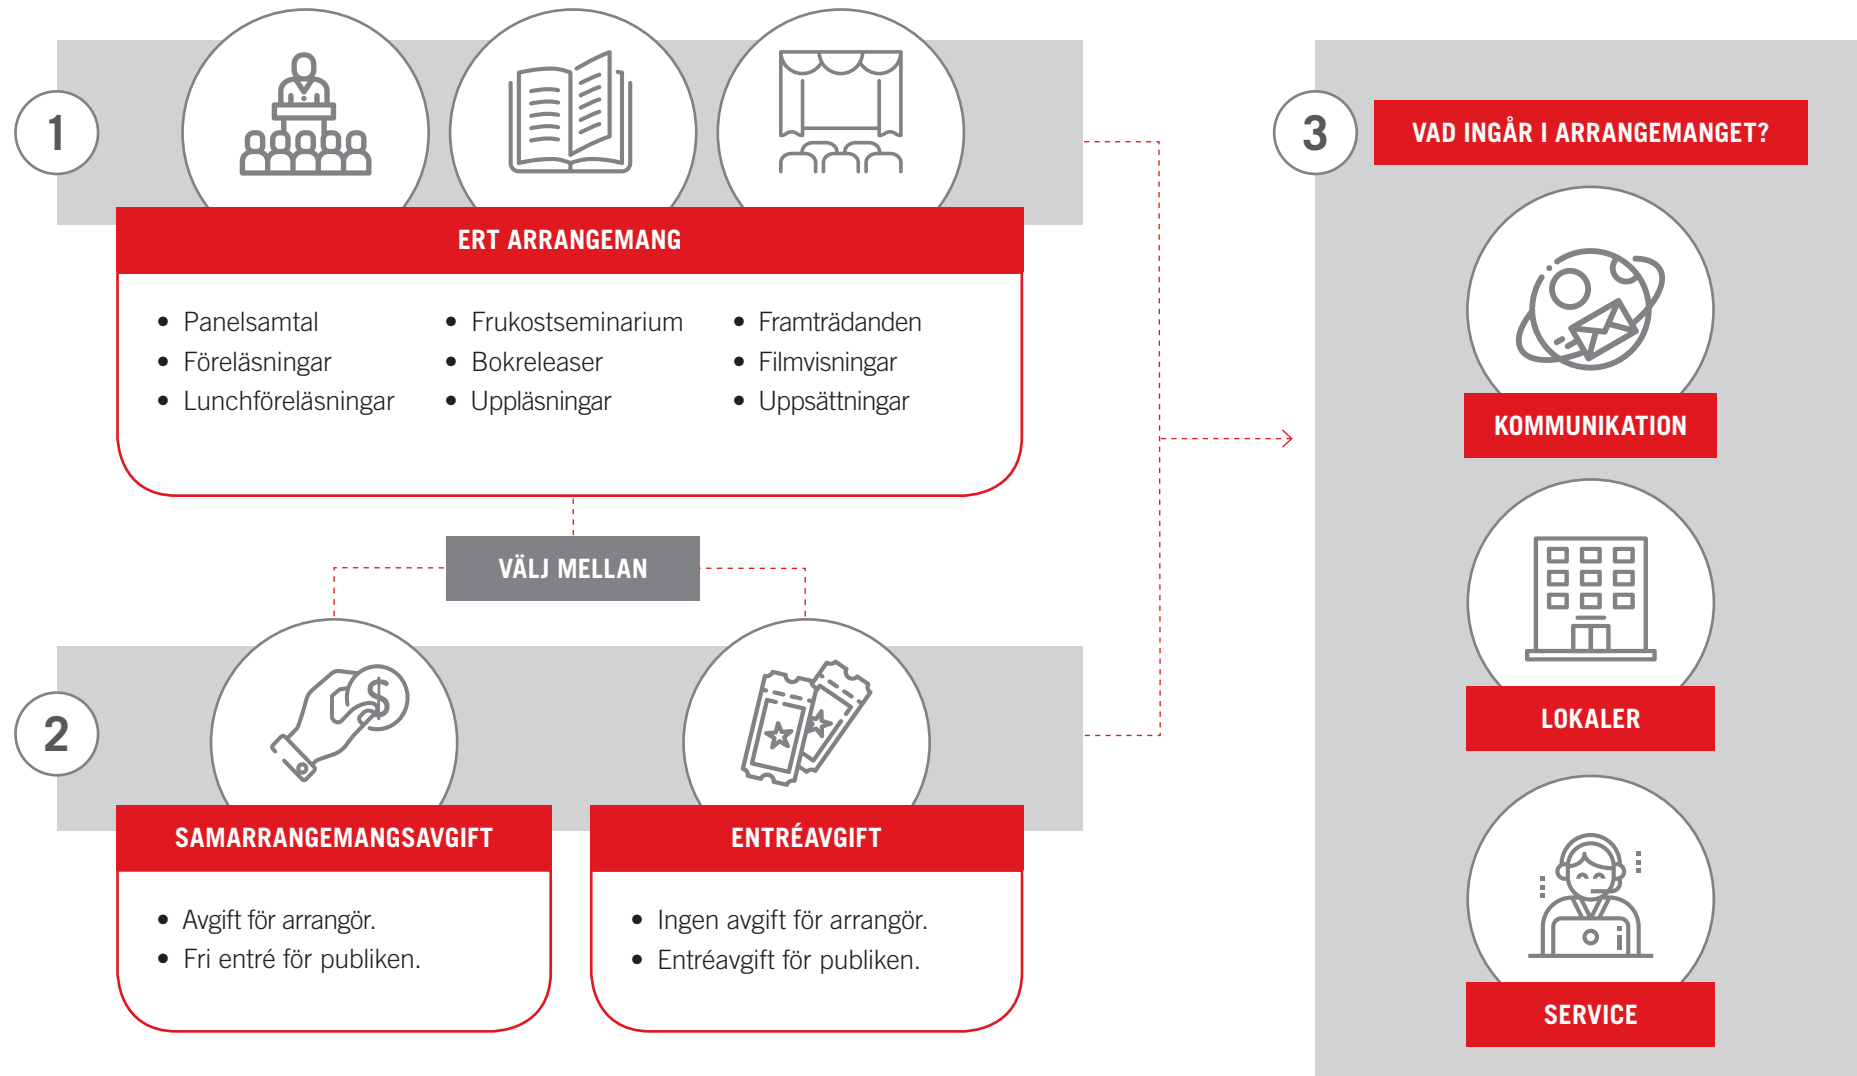 1
ERT ARRANGEMANG
• Panelsamtal
• Föreläsningar
• Lunchföreläsningar
• Frukostseminarium
• Bokreleaser
• Uppläsningar
• Framträdanden
• Filmvisningar
• Uppsättningar
VÄLJ MELLAN
2
$
SAMARRANGEMANGSAVGIFT
• Avgift för arrangör.
• Fri entré för publiken.
ENTRÉAVGIFT
• Ingen avgift för arrangör.
• Entréavgift för publiken.
3
VAD INGÅR I ARRANGEMANGET?
KOMMUNIKATION
LOKALER
SERVICE